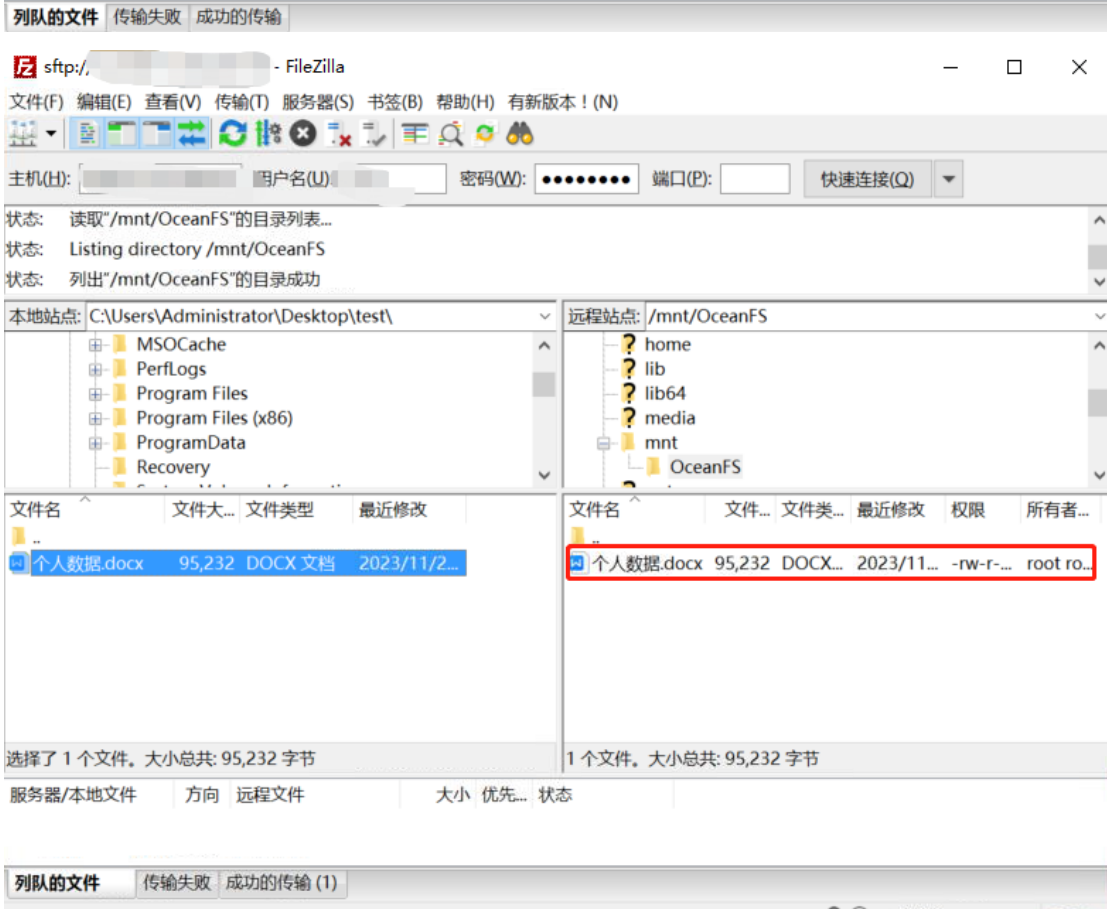 列队的文件 传输失败 成功的传输
sftp:// - FileZilla
文件(F) 编辑(E) 查看(V) 传输(T) 服务器(S) 书签(B) 帮助(H) 有新版本！(N)
主机(H): 用户名(U): 密码(W): ●●●●●●●● 端口(P): 快速连接(Q)
状态: 读取"/mnt/OceanFS"的目录列表...
状态: Listing directory /mnt/OceanFS
状态: 列出"/mnt/OceanFS"的目录成功
本地站点: C:\Users\Administrator\Desktop\test\ 远程站点: /mnt/OceanFS
MSOCache ? home
PerfLogs ? lib
Program Files ? lib64
Program Files (x86) ? media
ProgramData mnt
Recovery OceanFS
文件名 文件大... 文件类型 最近修改 文件名 文件... 文件类... 最近修改 权限 所有者...
.. ..
个人数据.docx 95,232 DOCX 文档 2023/11/2... 个人数据.docx 95,232 DOCX... 2023/11... -rw-r-... root ro...
选择了 1 个文件。大小总共: 95,232 字节 1 个文件。大小总共: 95,232 字节
服务器/本地文件 方向 远程文件 大小 优先... 状态
列队的文件 传输失败 成功的传输 (1)